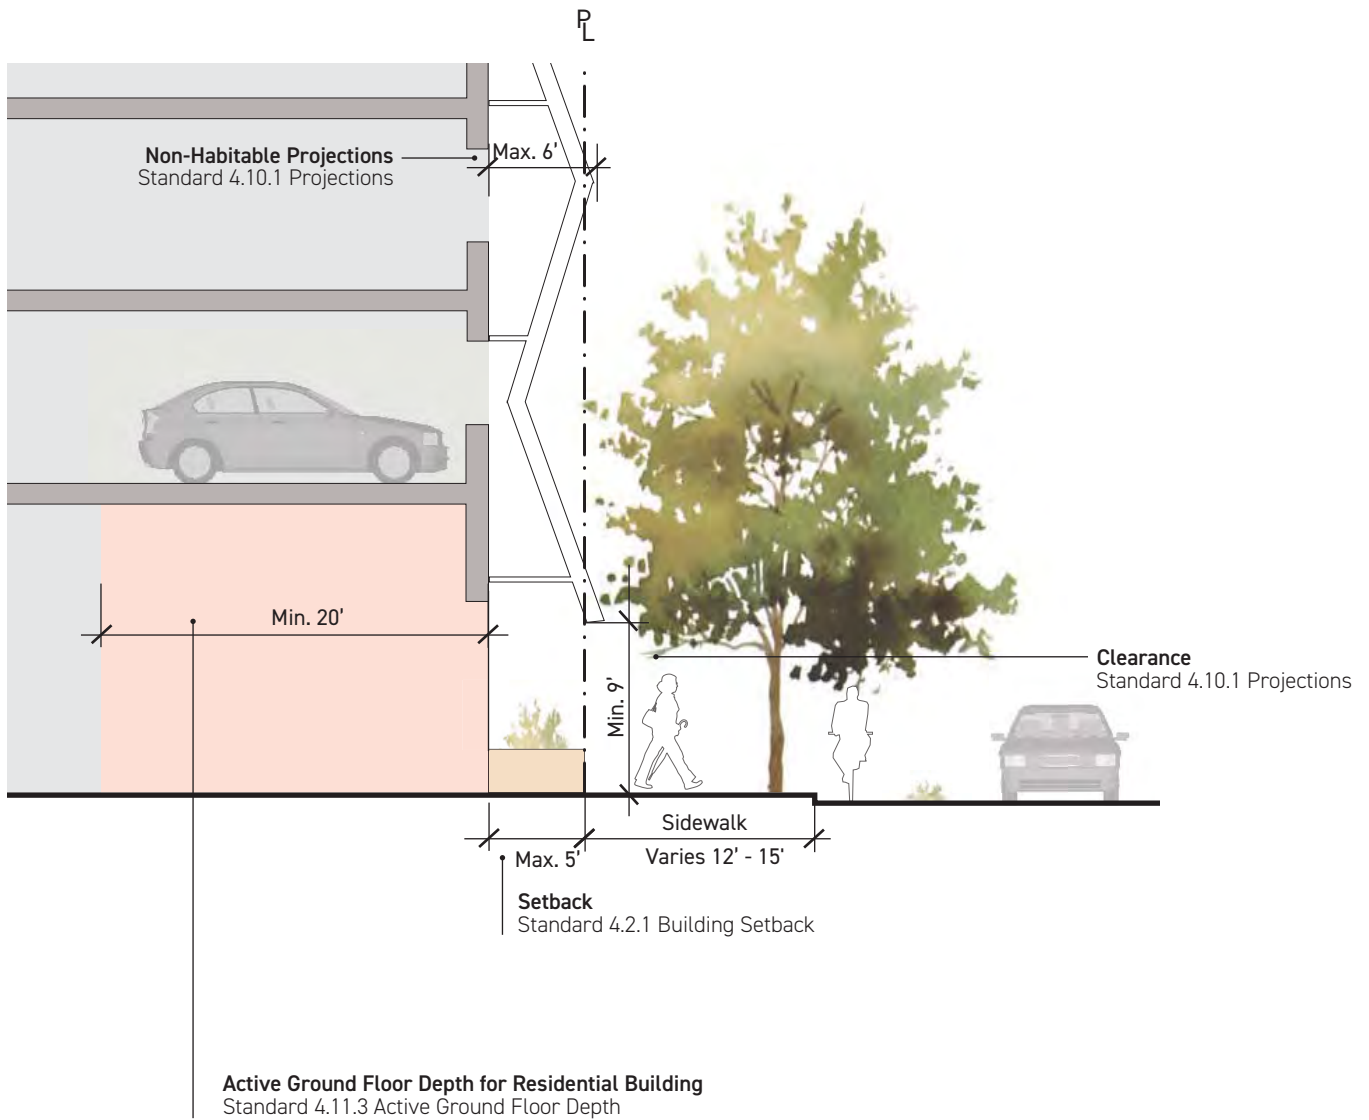 PL
Non-Habitable Projections
Standard 4.10.1 Projections
Max. 6'
Min. 20'
Min. 9'
Clearance
Standard 4.10.1 Projections
Sidewalk
Max. 5'
Varies 12' - 15'
Setback
Standard 4.2.1 Building Setback
Active Ground Floor Depth for Residential Building
Standard 4.11.3 Active Ground Floor Depth